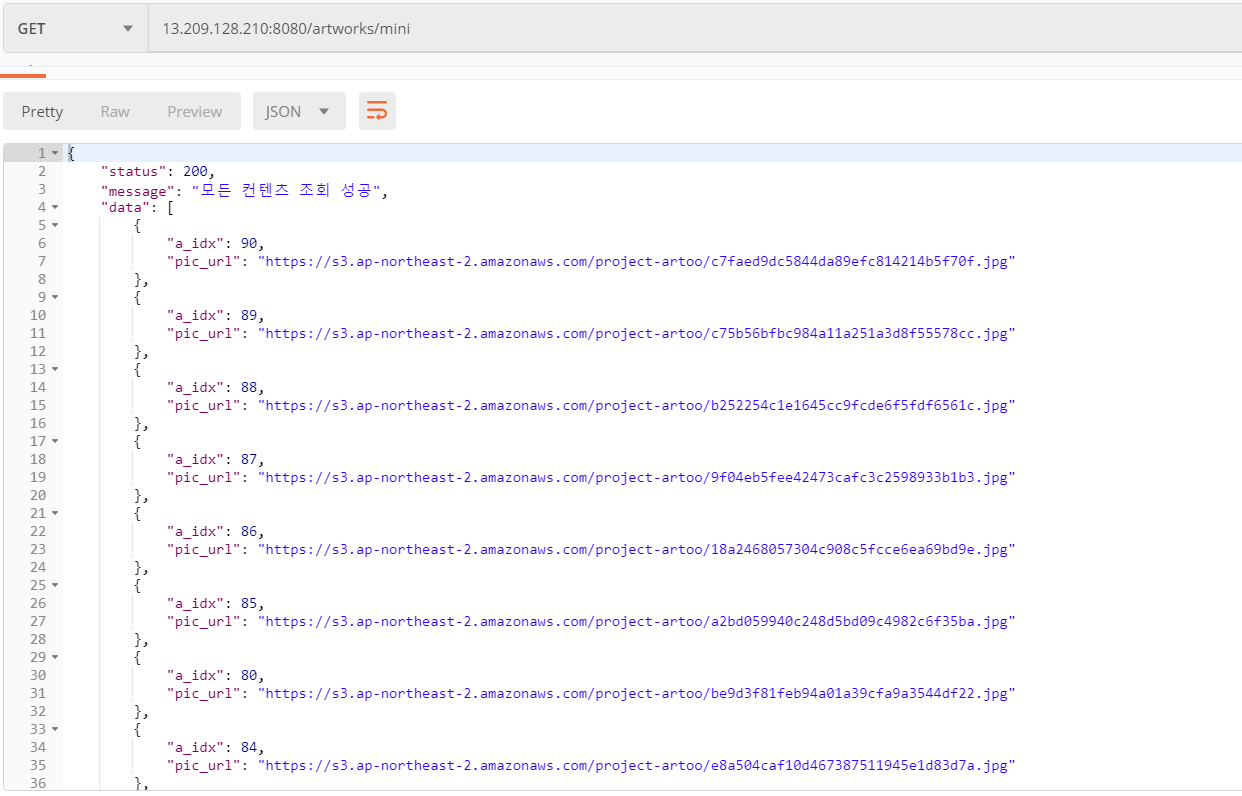 GET 13.209.128.210:8080/artworks/mini
Pretty Raw Preview JSON
1 {
2 "status": 200,
3 "message": "모든 컨텐츠 조회 성공",
4 "data": [
5 {
6 "a_idx": 90,
7 "pic_url": "https://s3.ap-northeast-2.amazonaws.com/project-artoo/c7faed9dc5844da89efc814214b5f70f.jpg"
8 },
9 {
10 "a_idx": 89,
11 "pic_url": "https://s3.ap-northeast-2.amazonaws.com/project-artoo/c75b56bfbc984a11a251a3d8f55578cc.jpg"
12 },
13 {
14 "a_idx": 88,
15 "pic_url": "https://s3.ap-northeast-2.amazonaws.com/project-artoo/b252254c1e1645cc9fcde6f5fdf6561c.jpg"
16 },
17 {
18 "a_idx": 87,
19 "pic_url": "https://s3.ap-northeast-2.amazonaws.com/project-artoo/9f04eb5fee42473cafc3c2598933b1b3.jpg"
20 },
21 {
22 "a_idx": 86,
23 "pic_url": "https://s3.ap-northeast-2.amazonaws.com/project-artoo/18a2468057304c908c5fcce6ea69bd9e.jpg"
24 },
25 {
26 "a_idx": 85,
27 "pic_url": "https://s3.ap-northeast-2.amazonaws.com/project-artoo/a2bd059940c248d5bd09c4982c6f35ba.jpg"
28 },
29 {
30 "a_idx": 80,
31 "pic_url": "https://s3.ap-northeast-2.amazonaws.com/project-artoo/be9d3f81feb94a01a39cfa9a3544df22.jpg"
32 },
33 {
34 "a_idx": 84,
35 "pic_url": "https://s3.ap-northeast-2.amazonaws.com/project-artoo/e8a504caf10d467387511945e1d83d7a.jpg"
36 },